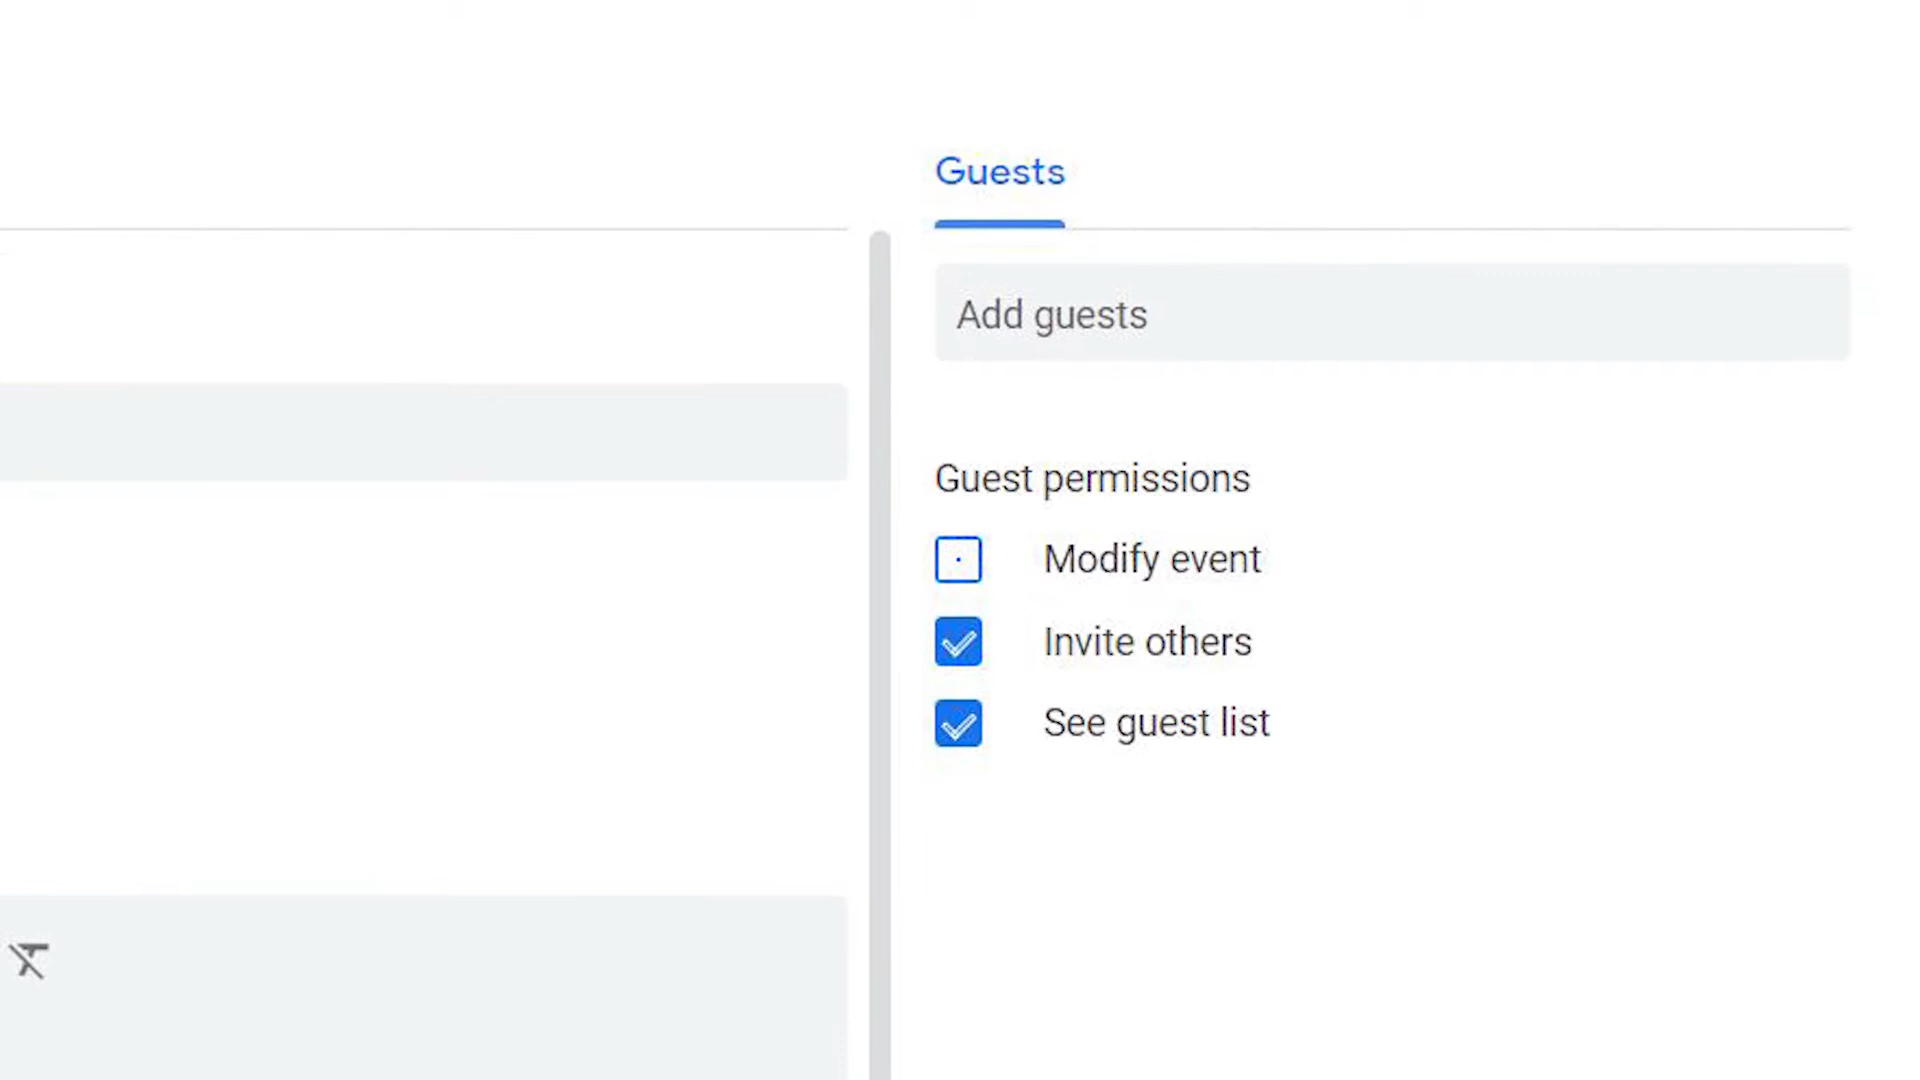 Guests
Add guests
Guest permissions
Modify event
Invite others
See guest list